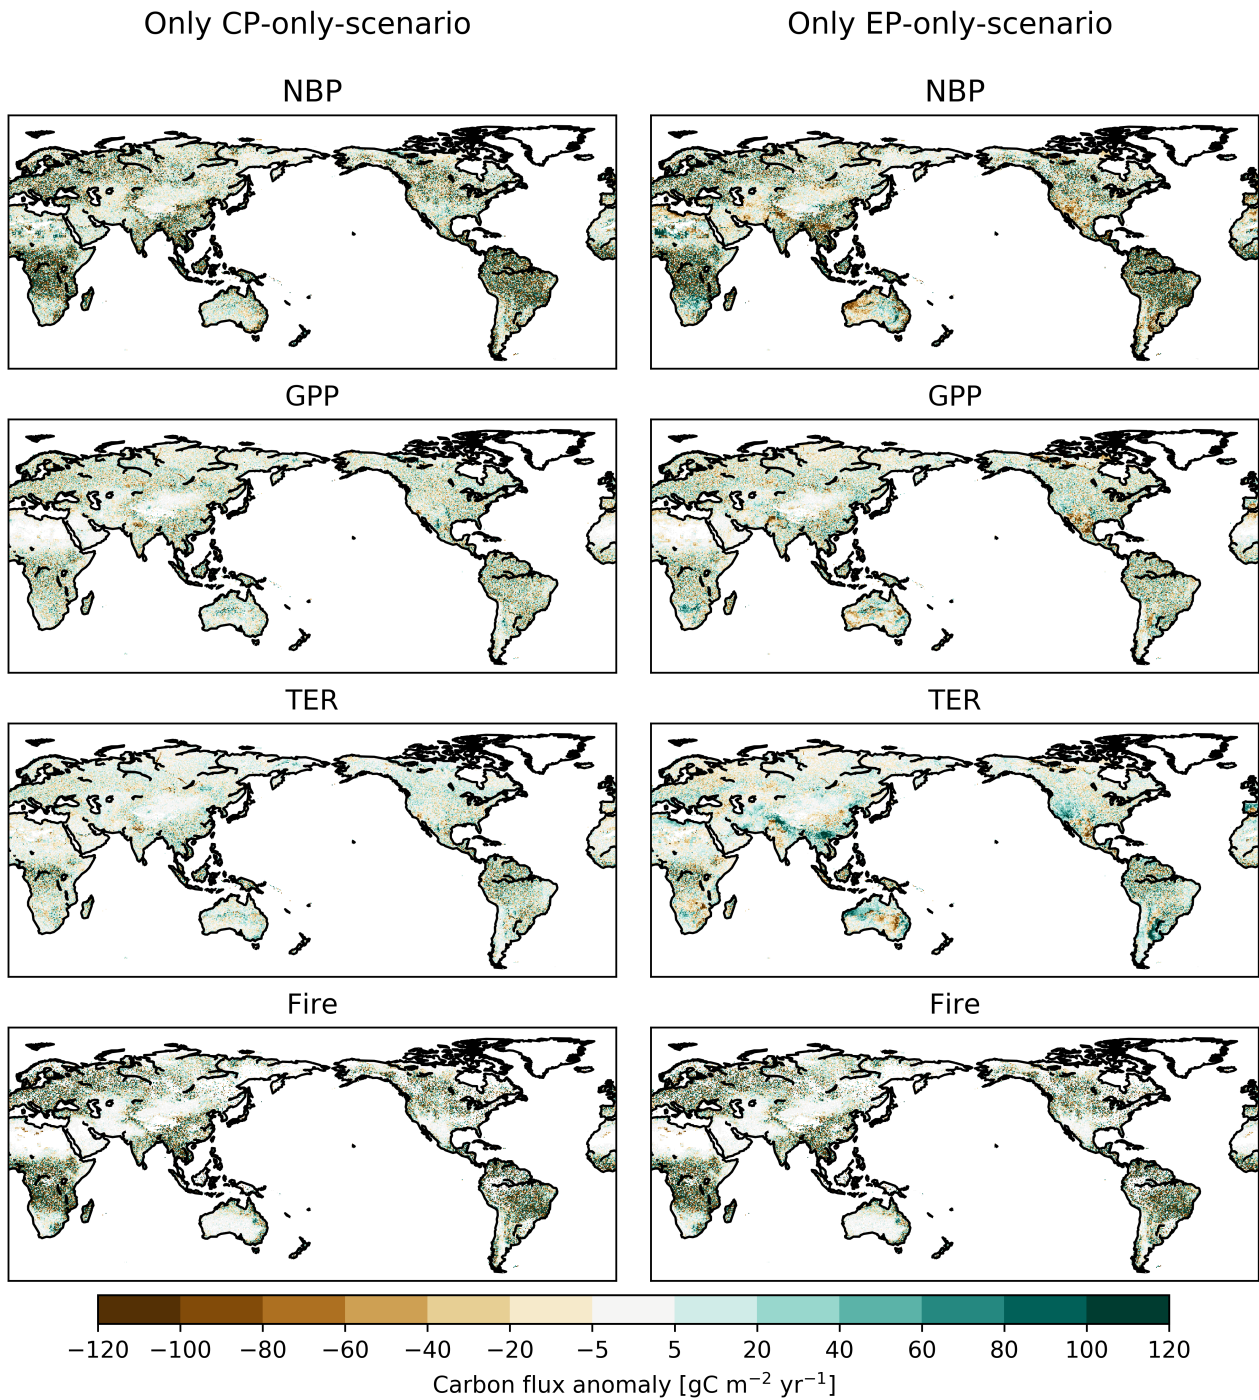 Only CP-only-scenario Only EP-only-scenario
NBP NBP
GPP GPP
TER TER
Fire Fire
−120 −100 −80 −60 −40 −20 −5 5 20 40 60 80 100 120
Carbon flux anomaly [gC m⁻² yr⁻¹]